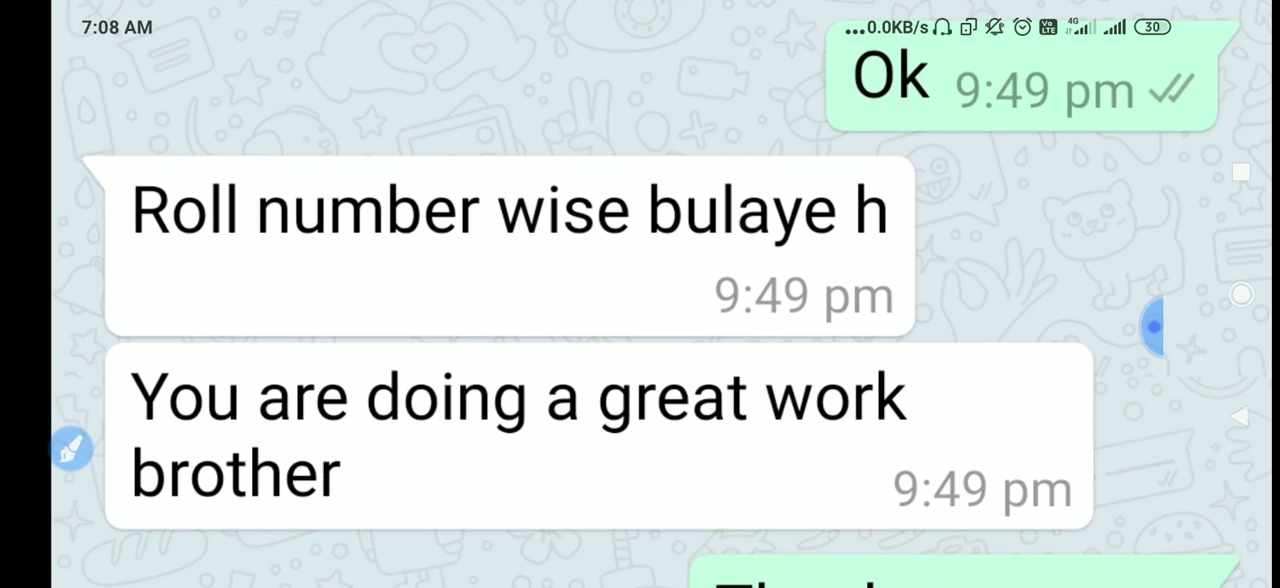 7:08 AM ...0.0KB/s 4G 30
Ok 9:49 pm
Roll number wise bulaye h
9:49 pm
You are doing a great work
brother 9:49 pm